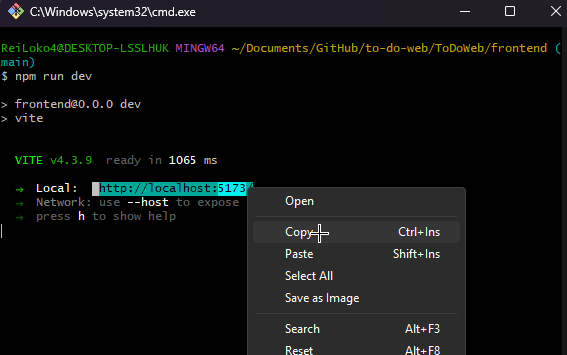 C:\Windows\system32\cmd.exe
ReiLoko4@DESKTOP-LSSLHUK MINGW64 ~/Documents/GitHub/to-do-web/ToDoWeb/frontend (
main)
$ npm run dev
> frontend@0.0.0 dev
> vite
VITE v4.3.9 ready in 1065 ms
→ Local: http://localhost:5173/
→ Network: use --host to expose
→ press h to show help
Open
Copy Ctrl+Ins
Paste Shift+Ins
Select All
Save as Image
Search Alt+F3
Reset Alt+F8